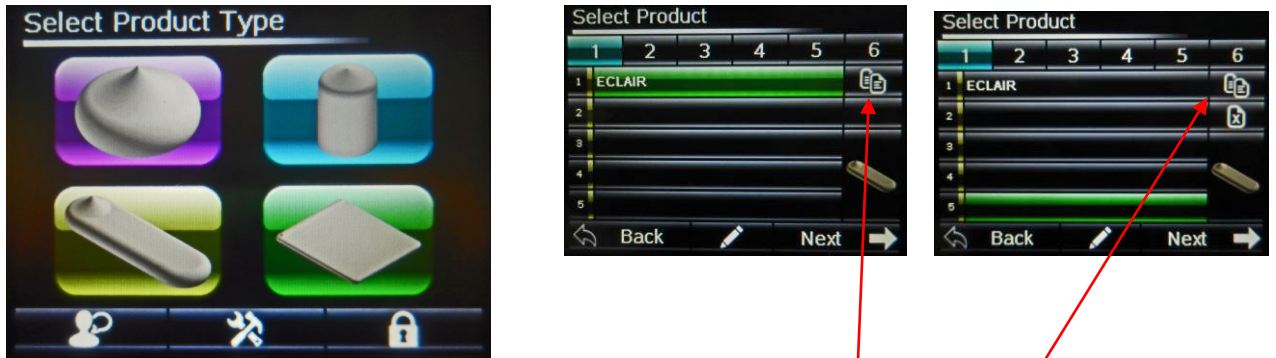 Select Product Type
Select Product
1 2 3 4 5 6
1 ECLAIR
2
3
4
5
Back Next
Select Product
1 2 3 4 5 6
1 ECLAIR
2
3
4
5
Back Next